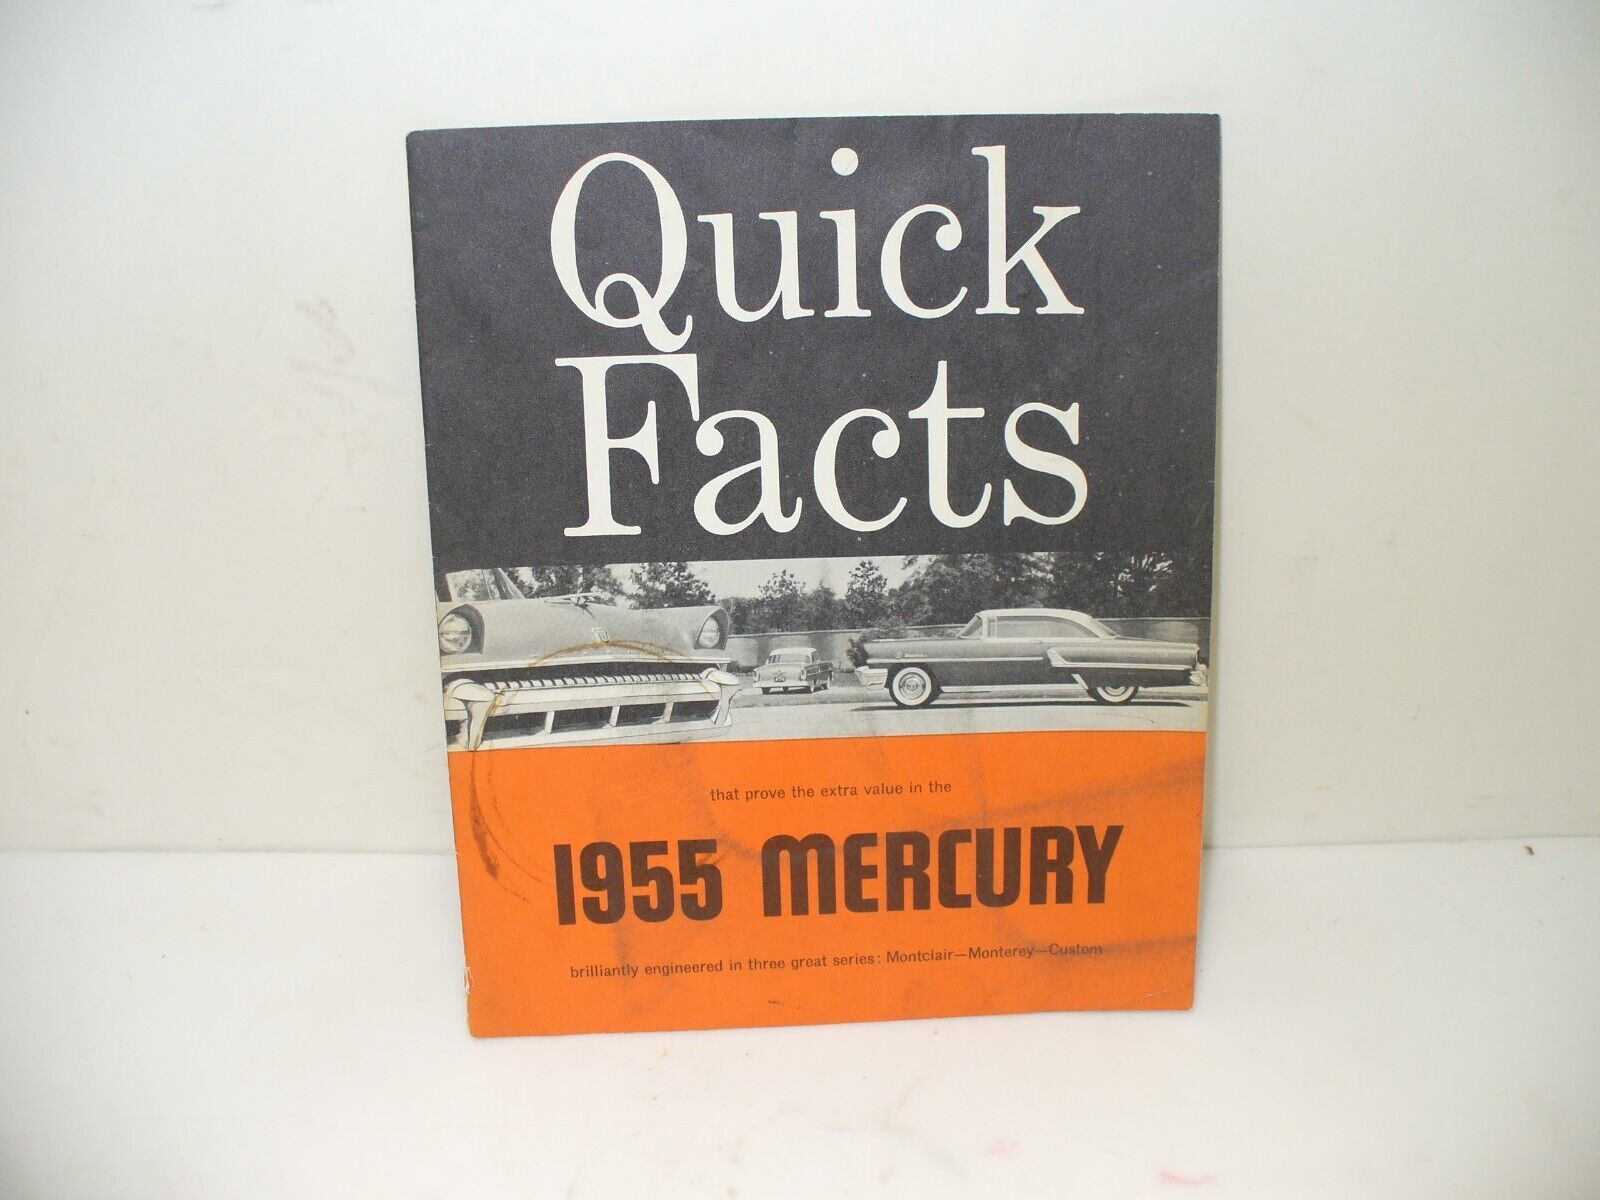 Quick
Facts
that prove the extra value in the
1955 MERCURY
brilliantly engineered in three great series: Montclair—Monterey—Custom